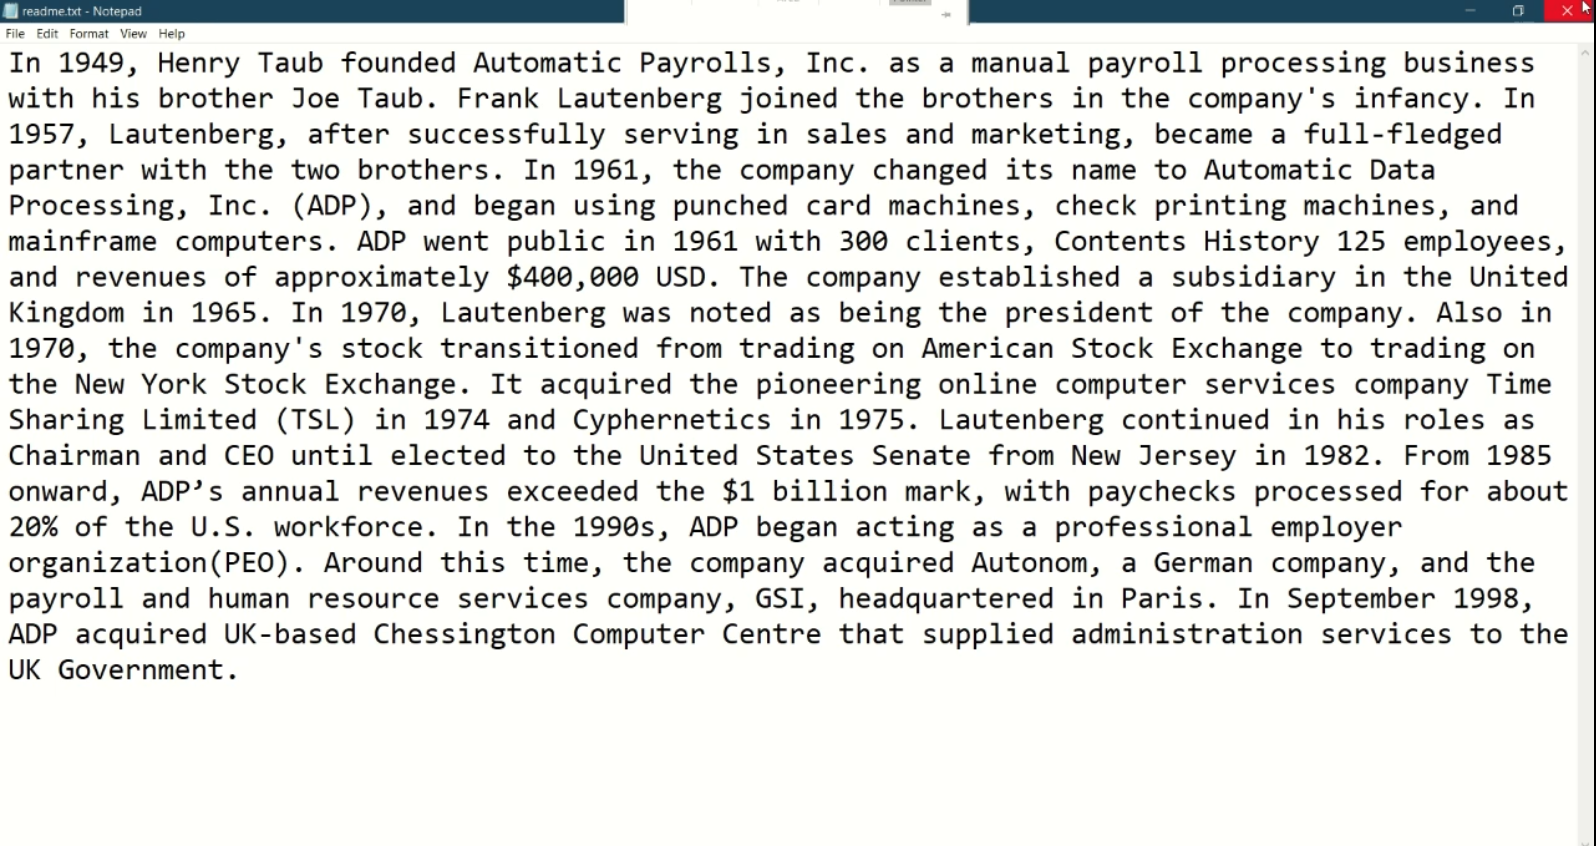 readme.txt - Notepad
File Edit Format View Help
In 1949, Henry Taub founded Automatic Payrolls, Inc. as a manual payroll processing business
with his brother Joe Taub. Frank Lautenberg joined the brothers in the company's infancy. In
1957, Lautenberg, after successfully serving in sales and marketing, became a full-fledged
partner with the two brothers. In 1961, the company changed its name to Automatic Data
Processing, Inc. (ADP), and began using punched card machines, check printing machines, and
mainframe computers. ADP went public in 1961 with 300 clients, Contents History 125 employees,
and revenues of approximately $400,000 USD. The company established a subsidiary in the United
Kingdom in 1965. In 1970, Lautenberg was noted as being the president of the company. Also in
1970, the company's stock transitioned from trading on American Stock Exchange to trading on
the New York Stock Exchange. It acquired the pioneering online computer services company Time
Sharing Limited (TSL) in 1974 and Cyphernetics in 1975. Lautenberg continued in his roles as
Chairman and CEO until elected to the United States Senate from New Jersey in 1982. From 1985
onward, ADP’s annual revenues exceeded the $1 billion mark, with paychecks processed for about
20% of the U.S. workforce. In the 1990s, ADP began acting as a professional employer
organization(PEO). Around this time, the company acquired Autonom, a German company, and the
payroll and human resource services company, GSI, headquartered in Paris. In September 1998,
ADP acquired UK-based Chessington Computer Centre that supplied administration services to the
UK Government.